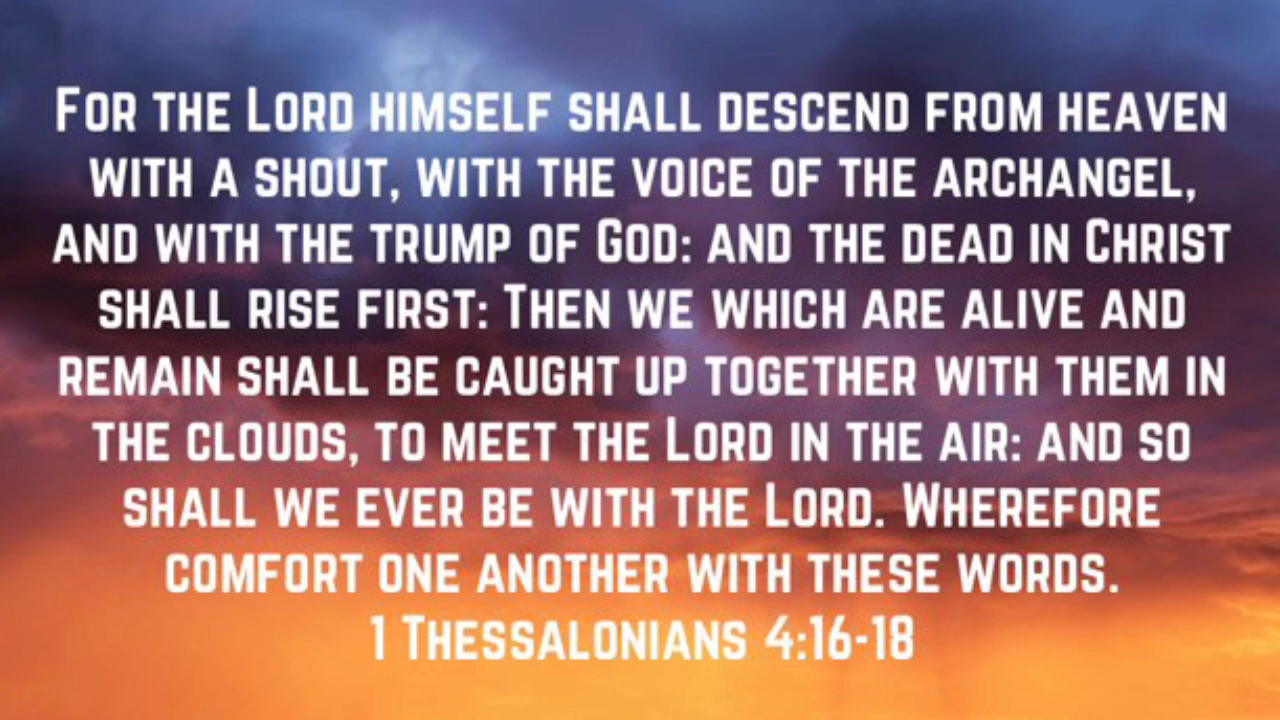 For the Lord himself shall descend from heaven
with a shout, with the voice of the archangel,
and with the trump of God: and the dead in Christ
shall rise first: Then we which are alive and
remain shall be caught up together with them in
the clouds, to meet the Lord in the air: and so
shall we ever be with the Lord. Wherefore
comfort one another with these words.
1 Thessalonians 4:16-18